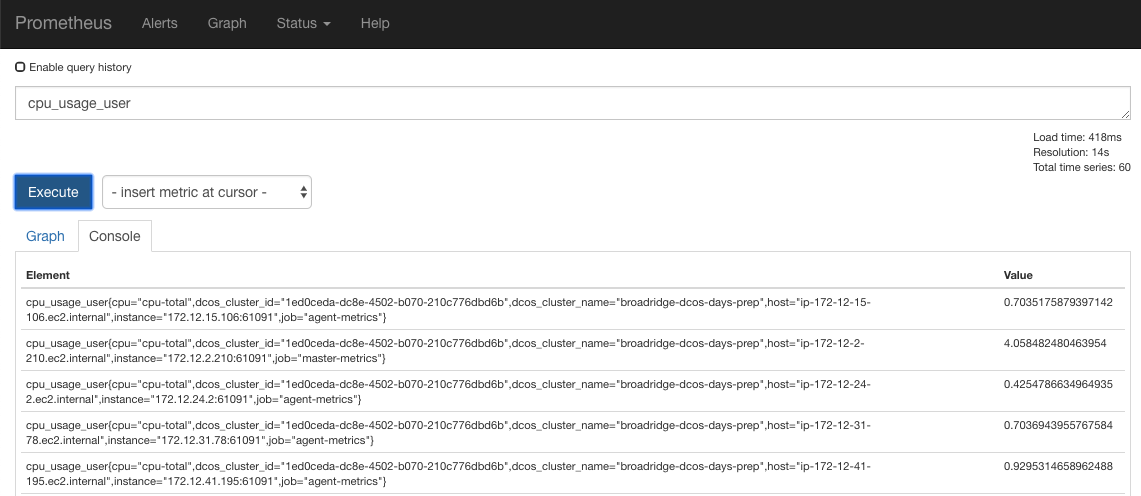 Prometheus Alerts Graph Status Help
Enable query history
cpu_usage_user
Load time: 418ms
Resolution: 14s
Total time series: 60
Execute - insert metric at cursor -
Graph Console
Element Value
cpu_usage_user{cpu="cpu-total",dcos_cluster_id="1ed0ceda-dc8e-4502-b070-210c776dbd6b",dcos_cluster_name="broadridge-dcos-days-prep",host="ip-172-12-15- 0.7035175879397142
106.ec2.internal",instance="172.12.15.106:61091",job="agent-metrics"}
cpu_usage_user{cpu="cpu-total",dcos_cluster_id="1ed0ceda-dc8e-4502-b070-210c776dbd6b",dcos_cluster_name="broadridge-dcos-days-prep",host="ip-172-12-2- 4.058482480463954
210.ec2.internal",instance="172.12.2.210:61091",job="master-metrics"}
cpu_usage_user{cpu="cpu-total",dcos_cluster_id="1ed0ceda-dc8e-4502-b070-210c776dbd6b",dcos_cluster_name="broadridge-dcos-days-prep",host="ip-172-12-24- 0.4254786634964935
2.ec2.internal",instance="172.12.24.2:61091",job="agent-metrics"}
cpu_usage_user{cpu="cpu-total",dcos_cluster_id="1ed0ceda-dc8e-4502-b070-210c776dbd6b",dcos_cluster_name="broadridge-dcos-days-prep",host="ip-172-12-31- 0.7036943955767584
78.ec2.internal",instance="172.12.31.78:61091",job="agent-metrics"}
cpu_usage_user{cpu="cpu-total",dcos_cluster_id="1ed0ceda-dc8e-4502-b070-210c776dbd6b",dcos_cluster_name="broadridge-dcos-days-prep",host="ip-172-12-41- 0.9295314658962488
195.ec2.internal",instance="172.12.41.195:61091",job="agent-metrics"}